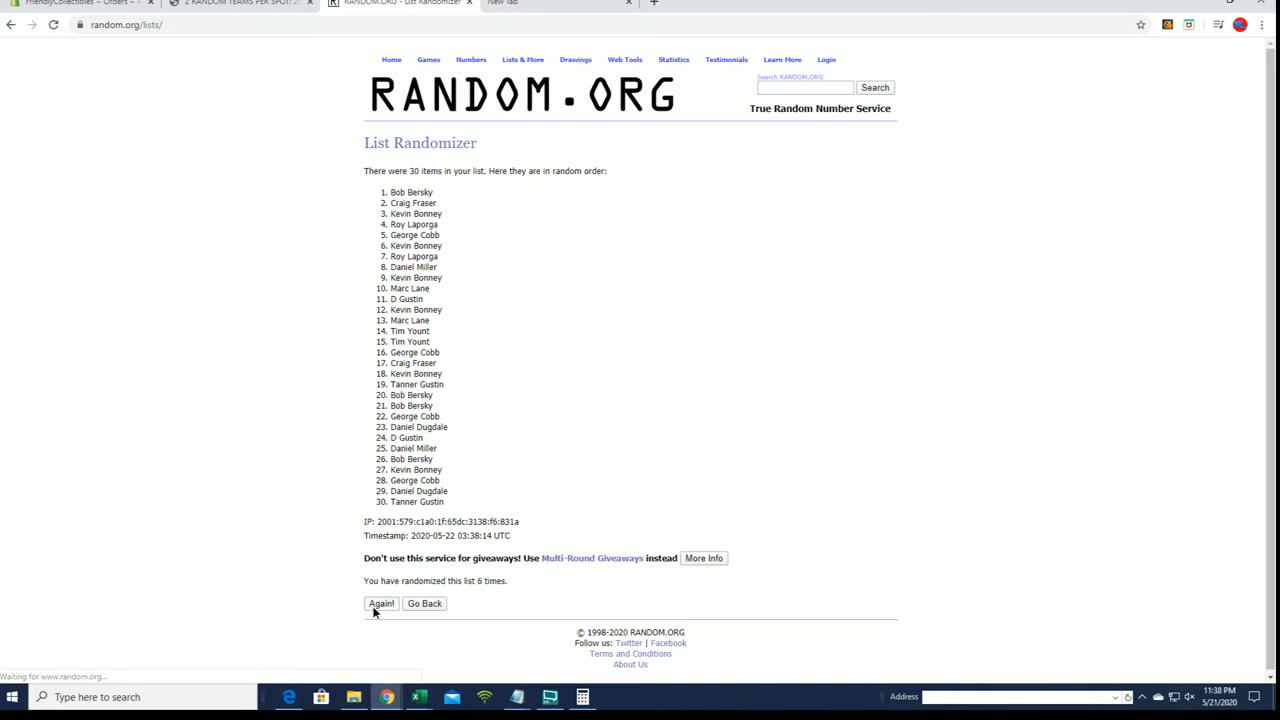 FriendlyCollectibles – Orders –
2 RANDOM TEAMS PER SPOT:
RANDOM.ORG - List Randomizer
New Tab
random.org/lists/
Home Games Numbers Lists & More Drawings Web Tools Statistics Testimonials Learn More Login
Search RANDOM.ORG
RANDOM.ORG
Search
True Random Number Service
List Randomizer
There were 30 items in your list. Here they are in random order:
1. Bob Bersky
2. Craig Fraser
3. Kevin Bonney
4. Roy Laporga
5. George Cobb
6. Kevin Bonney
7. Roy Laporga
8. Daniel Miller
9. Kevin Bonney
10. Marc Lane
11. D Gustin
12. Kevin Bonney
13. Marc Lane
14. Tim Yount
15. Tim Yount
16. George Cobb
17. Craig Fraser
18. Kevin Bonney
19. Tanner Gustin
20. Bob Bersky
21. Bob Bersky
22. George Cobb
23. Daniel Dugdale
24. D Gustin
25. Daniel Miller
26. Bob Bersky
27. Kevin Bonney
28. George Cobb
29. Daniel Dugdale
30. Tanner Gustin
IP: 2001:579:c1a0:1f:65dc:3138:f6:831a
Timestamp: 2020-05-22 03:38:14 UTC
Don't use this service for giveaways! Use Multi-Round Giveaways instead More Info
You have randomized this list 6 times.
Again! Go Back
© 1998-2020 RANDOM.ORG
Follow us: Twitter | Facebook
Terms and Conditions
About Us
Waiting for www.random.org...
Type here to search
Address
11:38 PM
5/21/2020